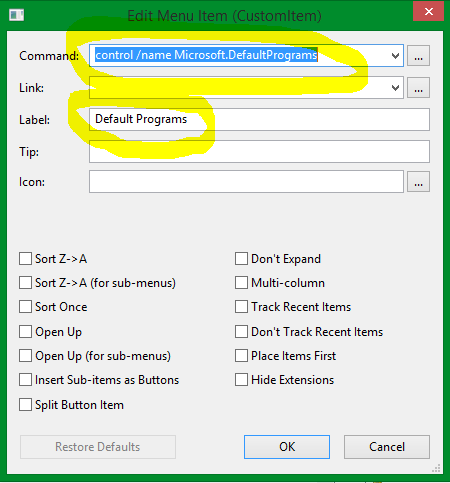 Edit Menu Item (CustomItem)
Command: control /name Microsoft.DefaultPrograms ...
Link: ...
Label: Default Programs
Tip:
Icon: ...
Sort Z->A Don't Expand
Sort Z->A (for sub-menus) Multi-column
Sort Once Track Recent Items
Open Up Don't Track Recent Items
Open Up (for sub-menus) Place Items First
Insert Sub-items as Buttons Hide Extensions
Split Button Item
Restore Defaults OK Cancel